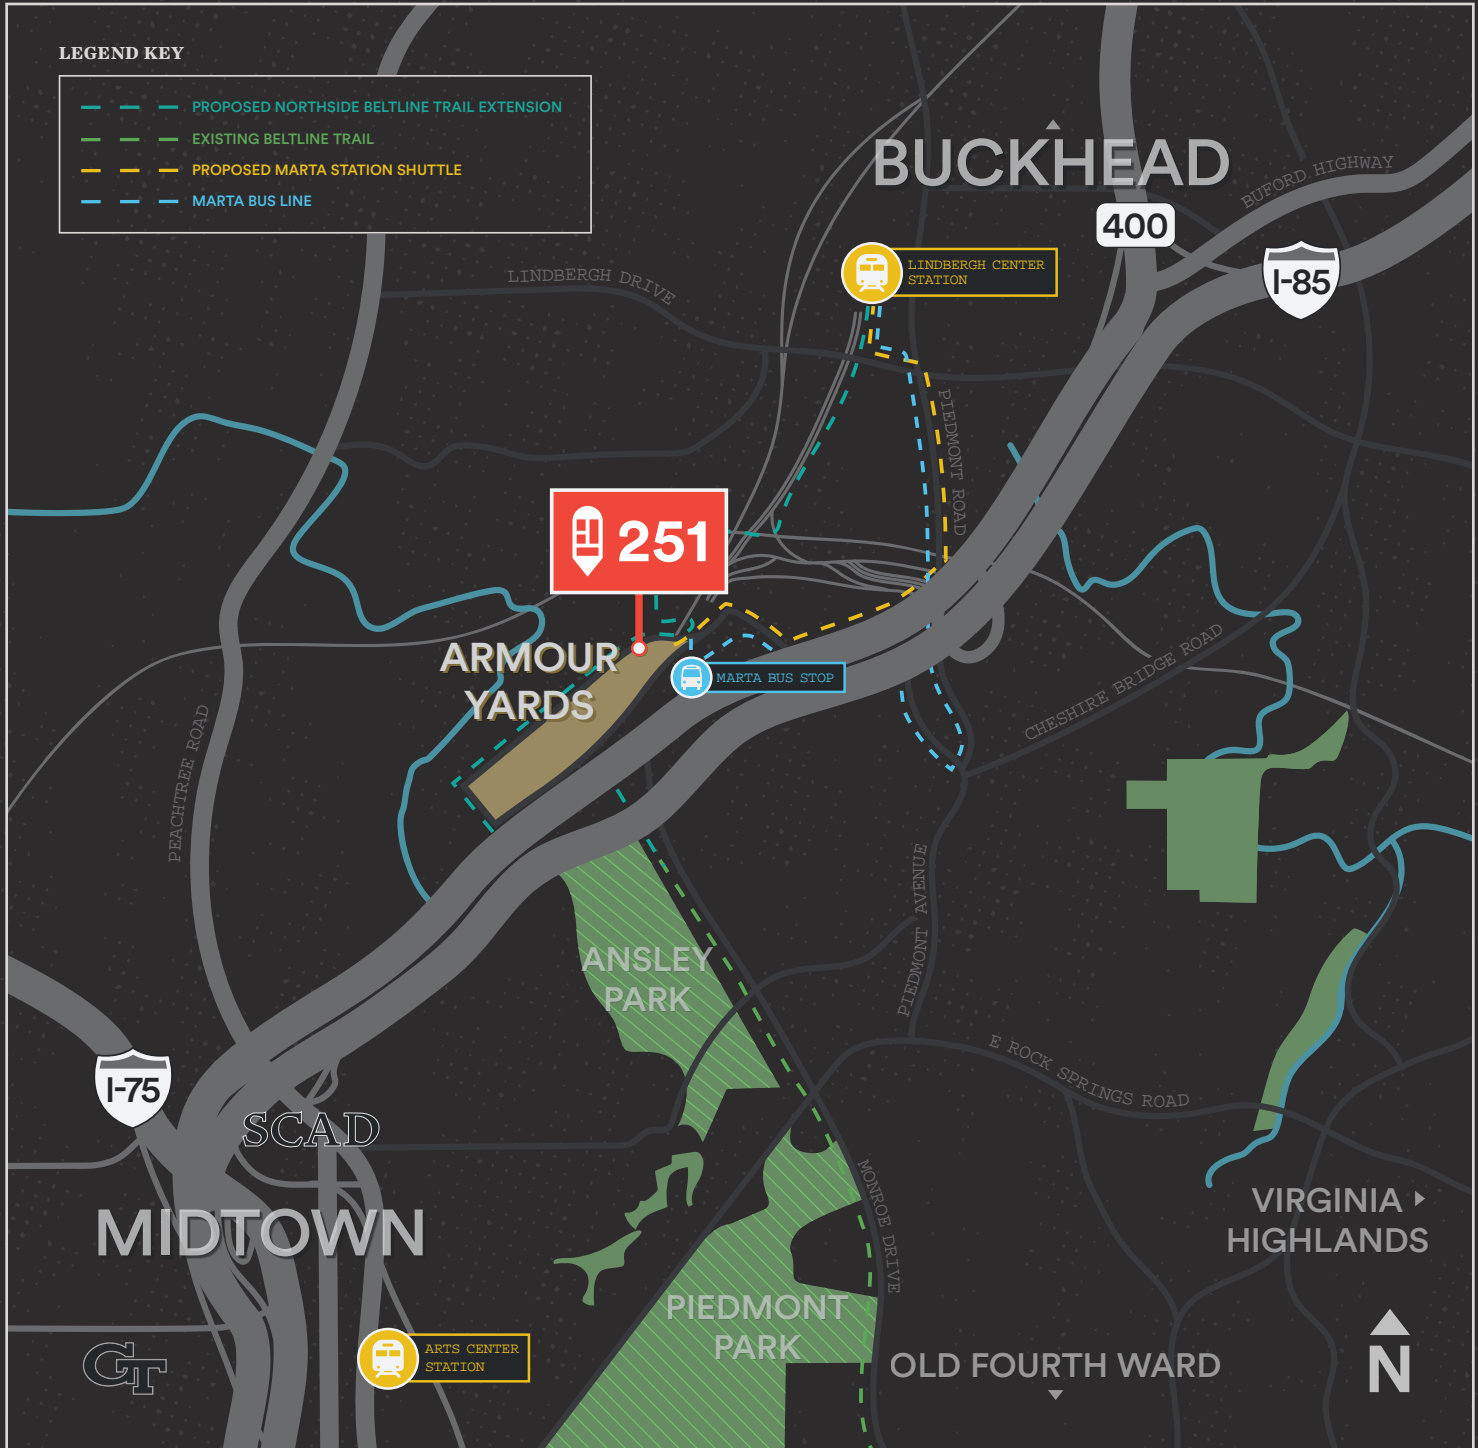 LEGEND KEY
PROPOSED NORTHSIDE BELTLINE TRAIL EXTENSION
EXISTING BELTLINE TRAIL
PROPOSED MARTA STATION SHUTTLE
MARTA BUS LINE
BUCKHEAD
BUFORD HIGHWAY
400
I-85
LINDBERGH CENTER
STATION
LINDBERGH DRIVE
PIEDMONT ROAD
251
ARMOUR
YARDS
MARTA BUS STOP
CHESHIRE BRIDGE ROAD
PEACHTREE ROAD
PIEDMONT AVENUE
ANSLEY
PARK
E ROCK SPRINGS ROAD
I-75
SCAD
MONROE DRIVE
VIRGINIA
HIGHLANDS
MIDTOWN
PIEDMONT
PARK
ARTS CENTER
STATION
GT
OLD FOURTH WARD
N